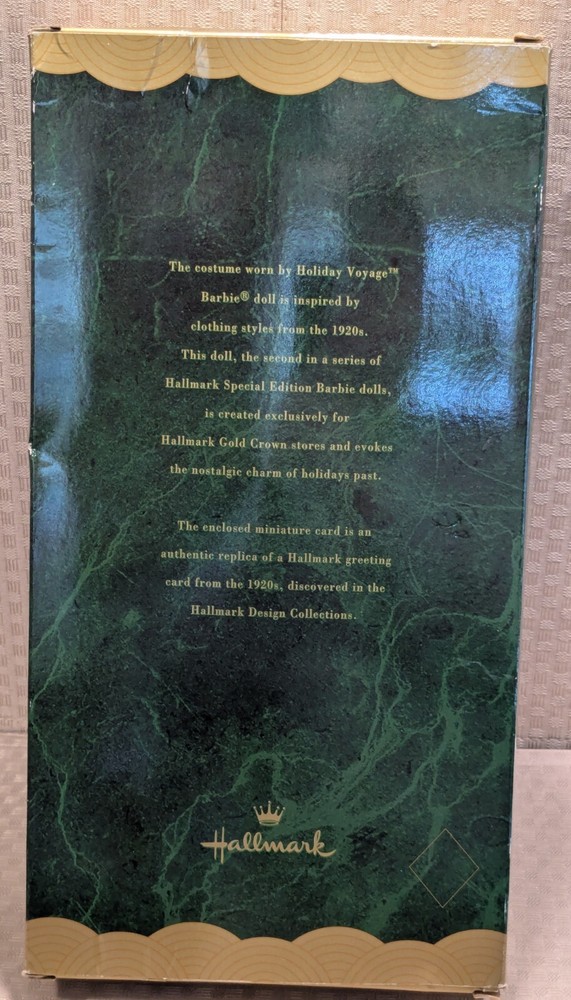 The costume worn by Holiday Voyage™
Barbie® doll is inspired by
clothing styles from the 1920s.
This doll, the second in a series of
Hallmark Special Edition Barbie dolls,
is created exclusively for
Hallmark Gold Crown stores and evokes
the nostalgic charm of holidays past.
The enclosed miniature card is an
authentic replica of a Hallmark greeting
card from the 1920s, discovered in the
Hallmark Design Collections.
Hallmark